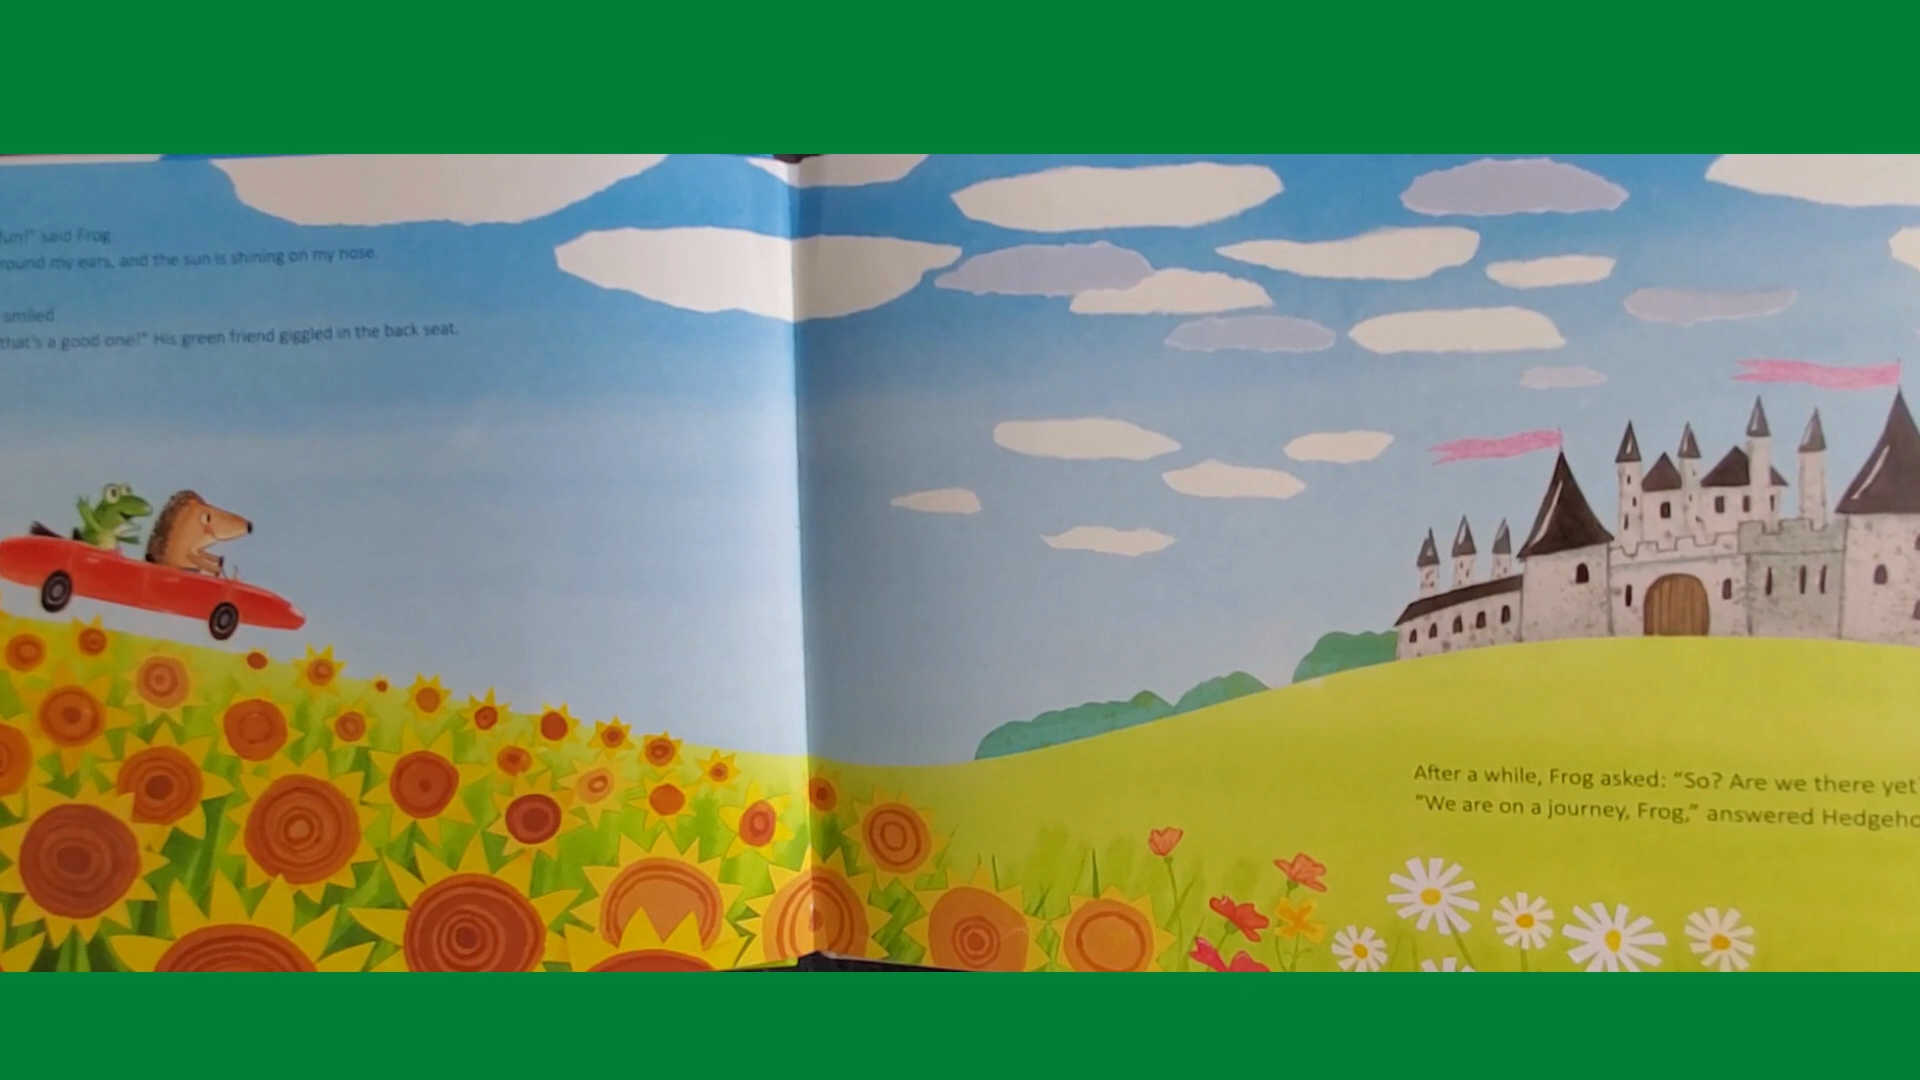 fun!" said Frog.
round my ears, and the sun is shining on my nose.
smiled.
that's a good one!" His green friend giggled in the back seat.
After a while, Frog asked: "So? Are we there yet
"We are on a journey, Frog," answered Hedgeho